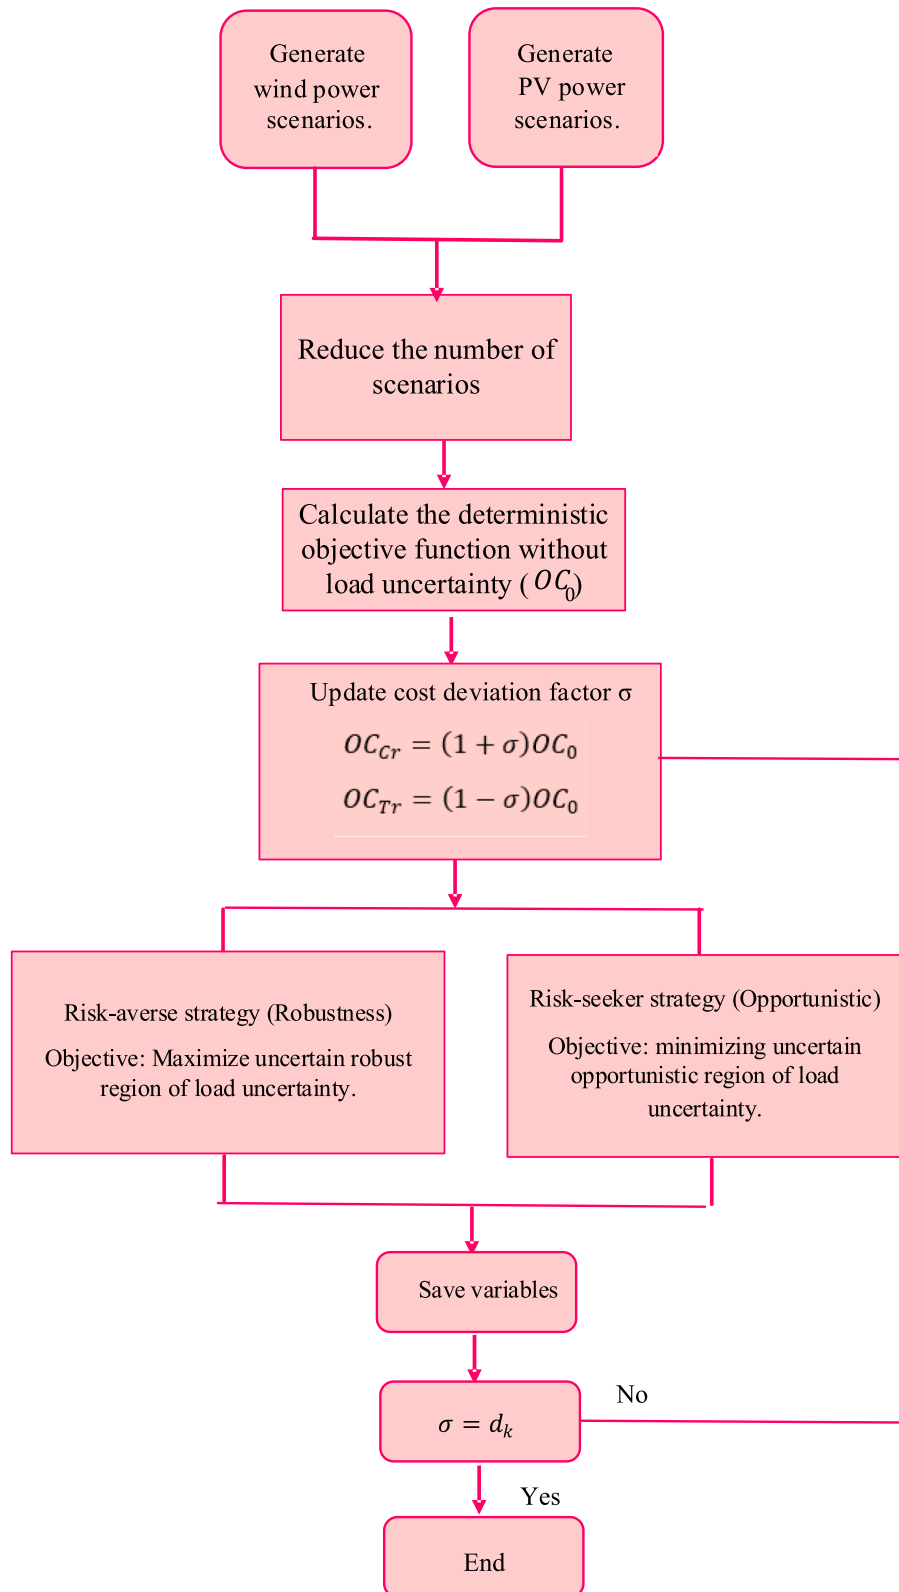 Generate
wind power
scenarios.
Generate
PV power
scenarios.
Reduce the number of
scenarios
Calculate the deterministic
objective function without
load uncertainty ( OC₀)
Update cost deviation factor σ
OC_Cr = (1 + σ)OC₀
OC_Tr = (1 − σ)OC₀
Risk-averse strategy (Robustness)
Objective: Maximize uncertain robust
region of load uncertainty.
Risk-seeker strategy (Opportunistic)
Objective: minimizing uncertain
opportunistic region of load
uncertainty.
Save variables
σ = d_k
No
Yes
End